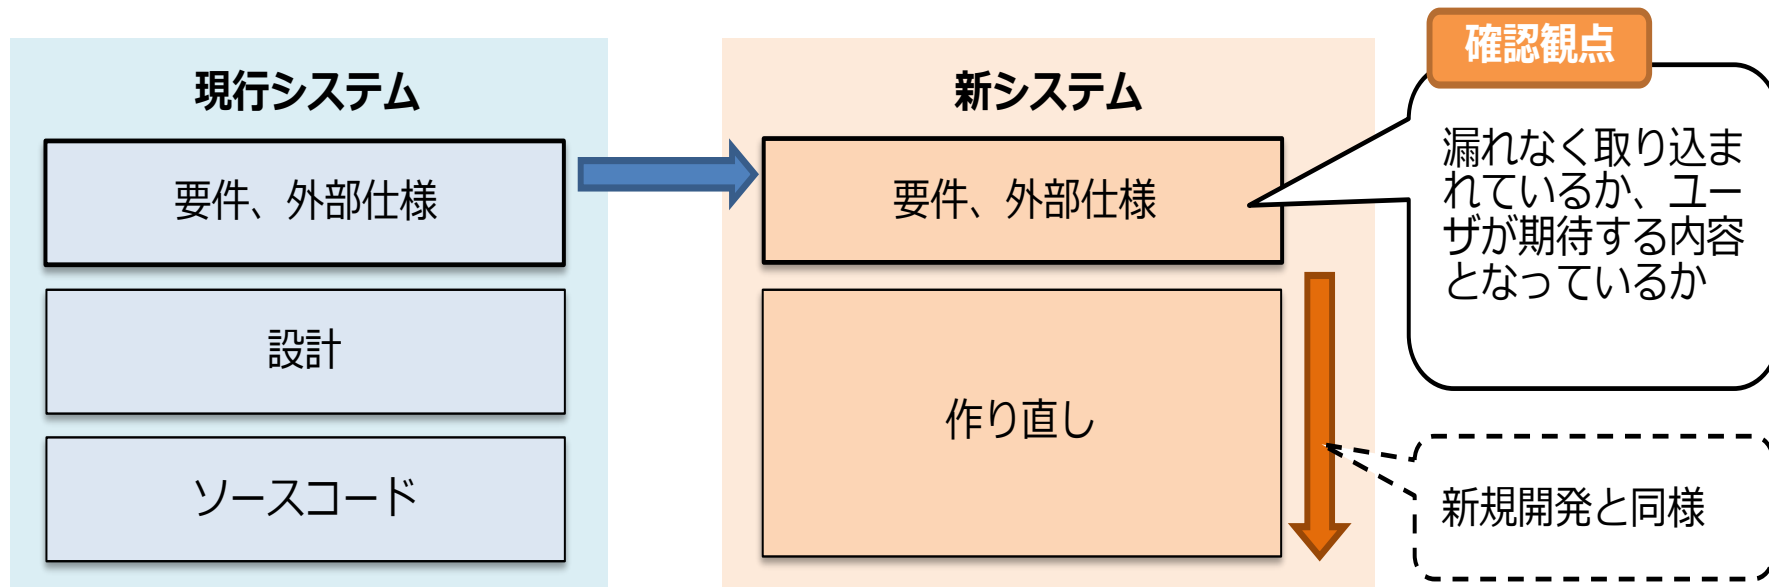 現行システム
要件、外部仕様
設計
ソースコード
新システム
要件、外部仕様
作り直し
確認観点
漏れなく取り込ま
れているか、ユー
ザが期待する内容
となっているか
新規開発と同様